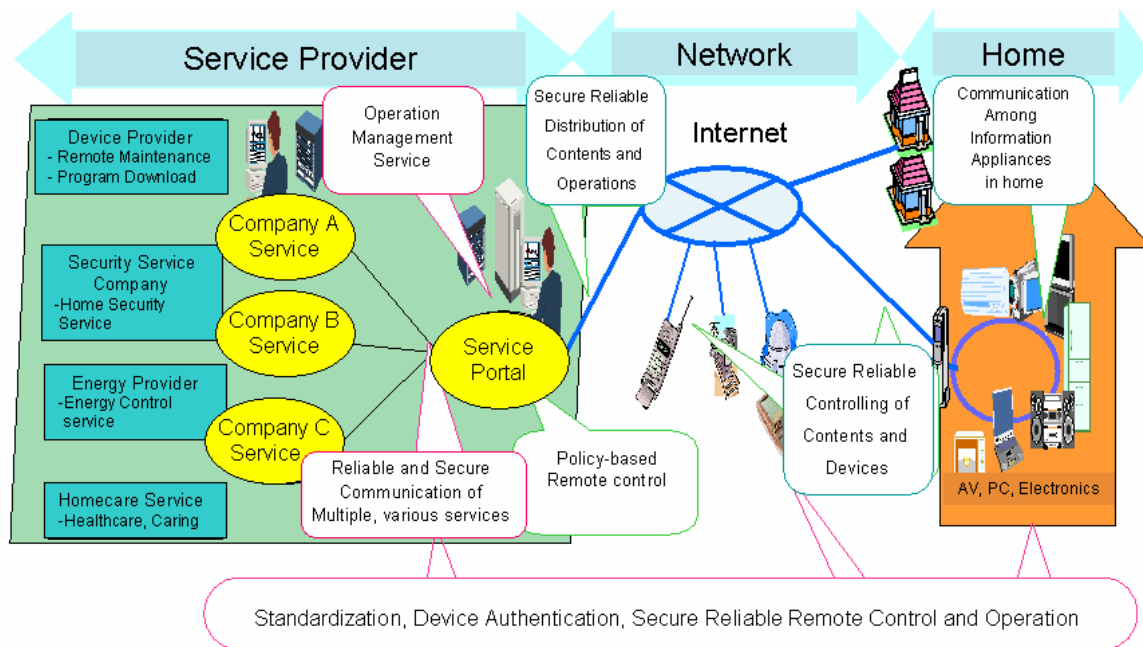 Service Provider
Network
Home
Device Provider
- Remote Maintenance
- Program Download
Security Service
Company
-Home Security
Service
Energy Provider
-Energy Control
service
Homecare Service
-Healthcare, Caring
Company A
Service
Company B
Service
Company C
Service
Operation
Management
Service
Service
Portal
Reliable and Secure
Communication of
Multiple, various services
Policy-based
Remote control
Secure Reliable
Distribution of
Contents and
Operations
Internet
Secure Reliable
Controlling of
Contents and
Devices
Communication
Among
Information
Appliances
in home
AV, PC, Electronics
Standardization, Device Authentication, Secure Reliable Remote Control and Operation